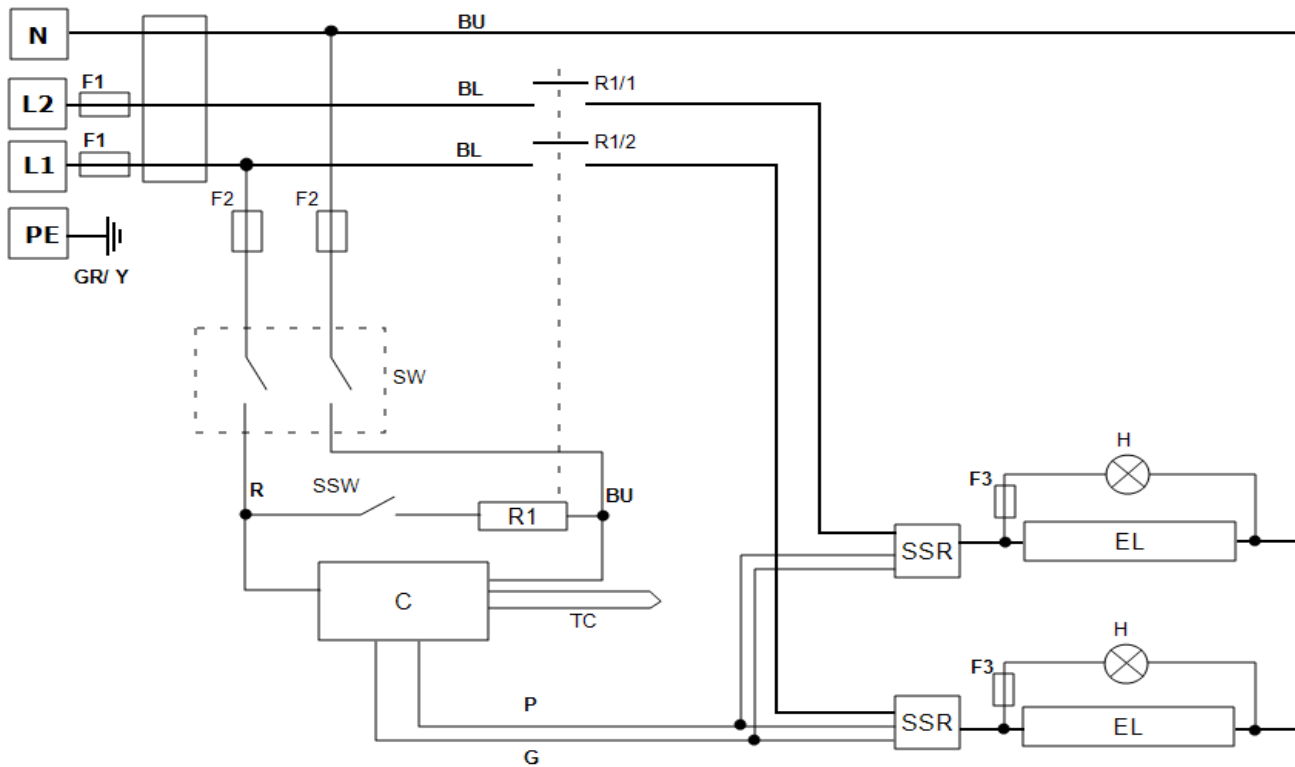 N
BU
L2
F1
BL
R1/1
L1
F1
BL
R1/2
F2
F2
PE
GR/ Y
SW
R
SSW
R1
BU
C
TC
P
G
H
F3
SSR
EL
H
F3
SSR
EL